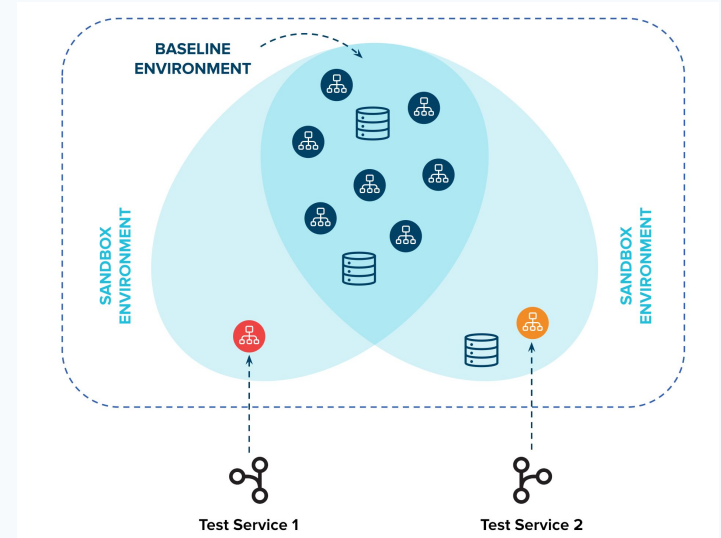 BASELINE
ENVIRONMENT
SANDBOX
ENVIRONMENT
SANDBOX
ENVIRONMENT
Test Service 1
Test Service 2